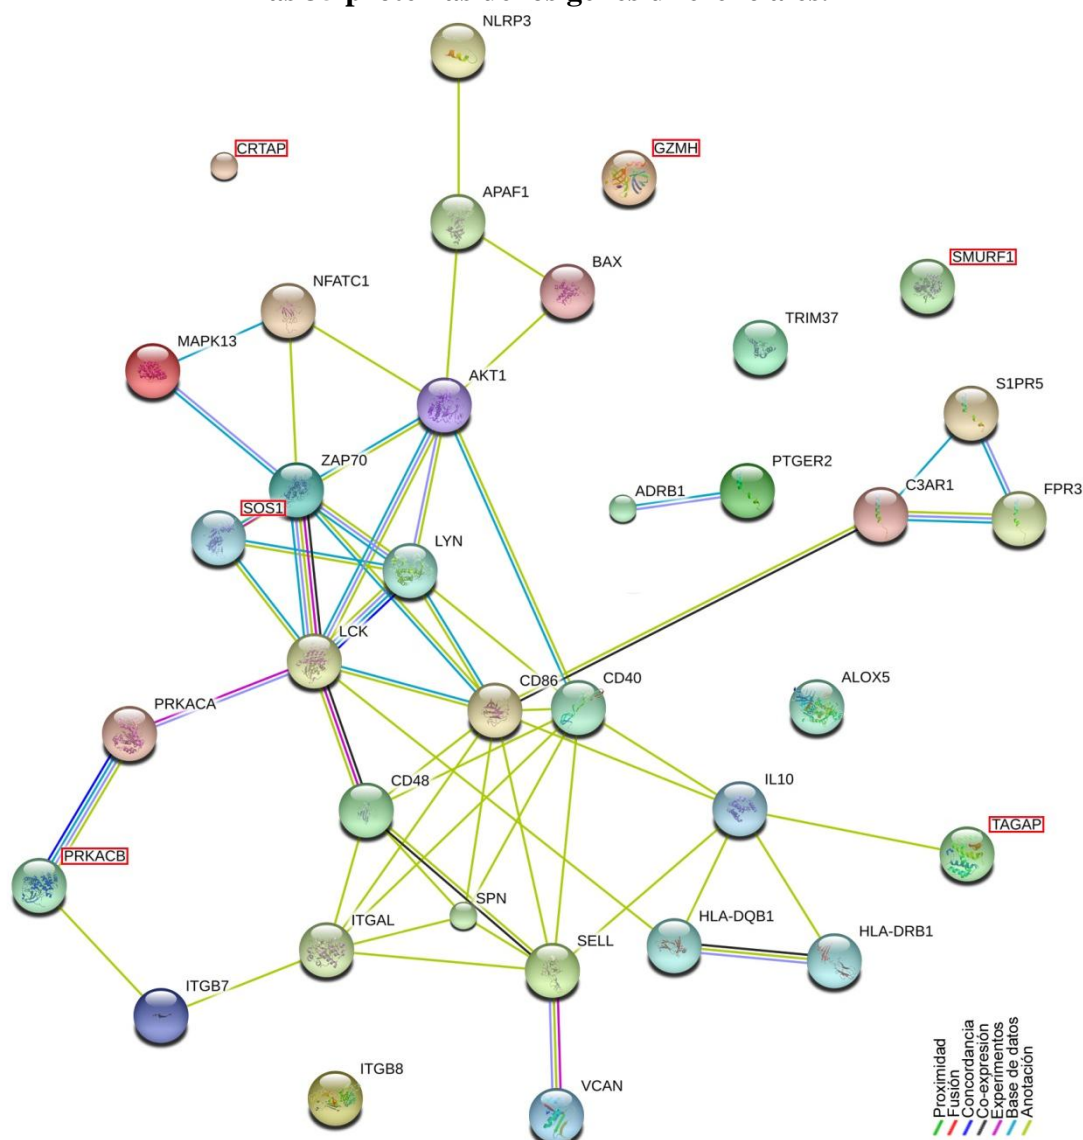 NLRP3
CRTAP
GZMH
APAF1
BAX
SMURF1
NFATC1
TRIM37
MAPK13
AKT1
S1PR5
ZAP70
PTGER2
C3AR1
FPR3
ADRB1
SOS1
LYN
LCK
CD86
CD40
ALOX5
PRKACA
CD48
IL10
TAGAP
PRKACB
SPN
ITGAL
HLA-DQB1
SELL
HLA-DRB1
ITGB7
ITGB8
VCAN
Proximidad
Fusión
Concordancia
Co-expresión
Experimentos
Base de datos
Anotación